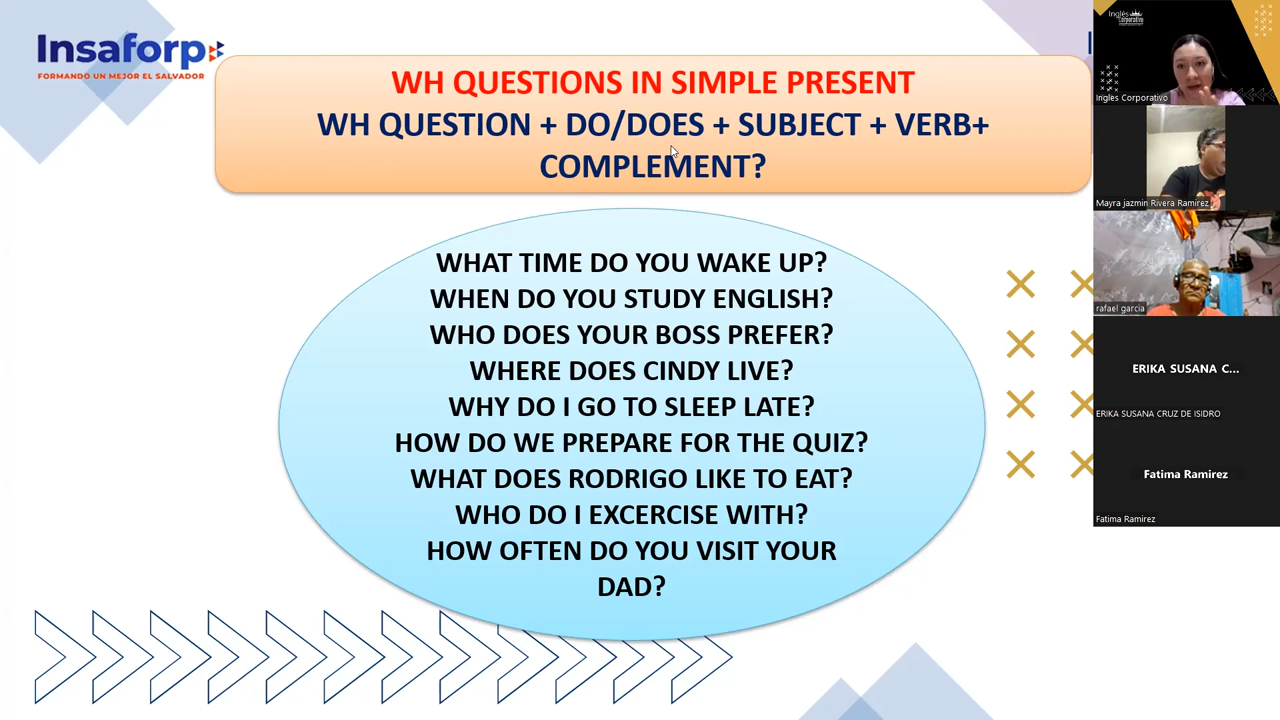 Insaforp
FORMANDO UN MEJOR EL SALVADOR
WH QUESTIONS IN SIMPLE PRESENT
WH QUESTION + DO/DOES + SUBJECT + VERB+
COMPLEMENT?
WHAT TIME DO YOU WAKE UP?
WHEN DO YOU STUDY ENGLISH?
WHO DOES YOUR BOSS PREFER?
WHERE DOES CINDY LIVE?
WHY DO I GO TO SLEEP LATE?
HOW DO WE PREPARE FOR THE QUIZ?
WHAT DOES RODRIGO LIKE TO EAT?
WHO DO I EXCERCISE WITH?
HOW OFTEN DO YOU VISIT YOUR
DAD?
Inglés
Corporativo
Ingles Corporativo
Mayra jazmin Rivera Ramirez
rafael garcia
ERIKA SUSANA C...
ERIKA SUSANA CRUZ DE ISIDRO
Fatima Ramirez
Fatima Ramirez